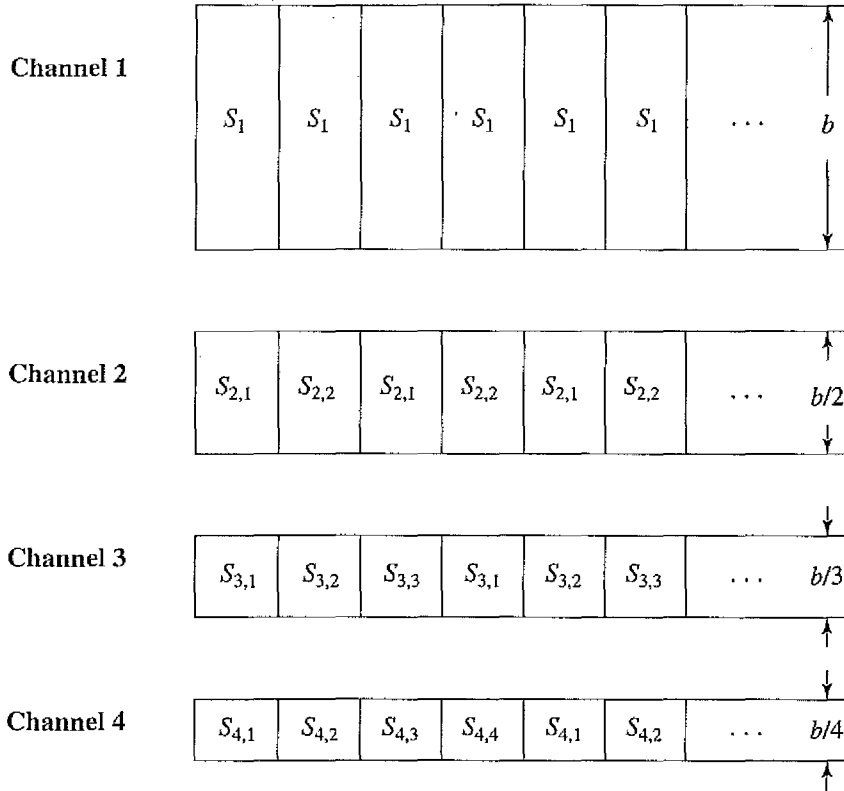 Channel 1
S₁ S₁ S₁ S₁ S₁ S₁ ... b
Channel 2
S₂,₁ S₂,₂ S₂,₁ S₂,₂ S₂,₁ S₂,₂ ... b/2
Channel 3
S₃,₁ S₃,₂ S₃,₃ S₃,₁ S₃,₂ S₃,₃ ... b/3
Channel 4
S₄,₁ S₄,₂ S₄,₃ S₄,₄ S₄,₁ S₄,₂ ... b/4